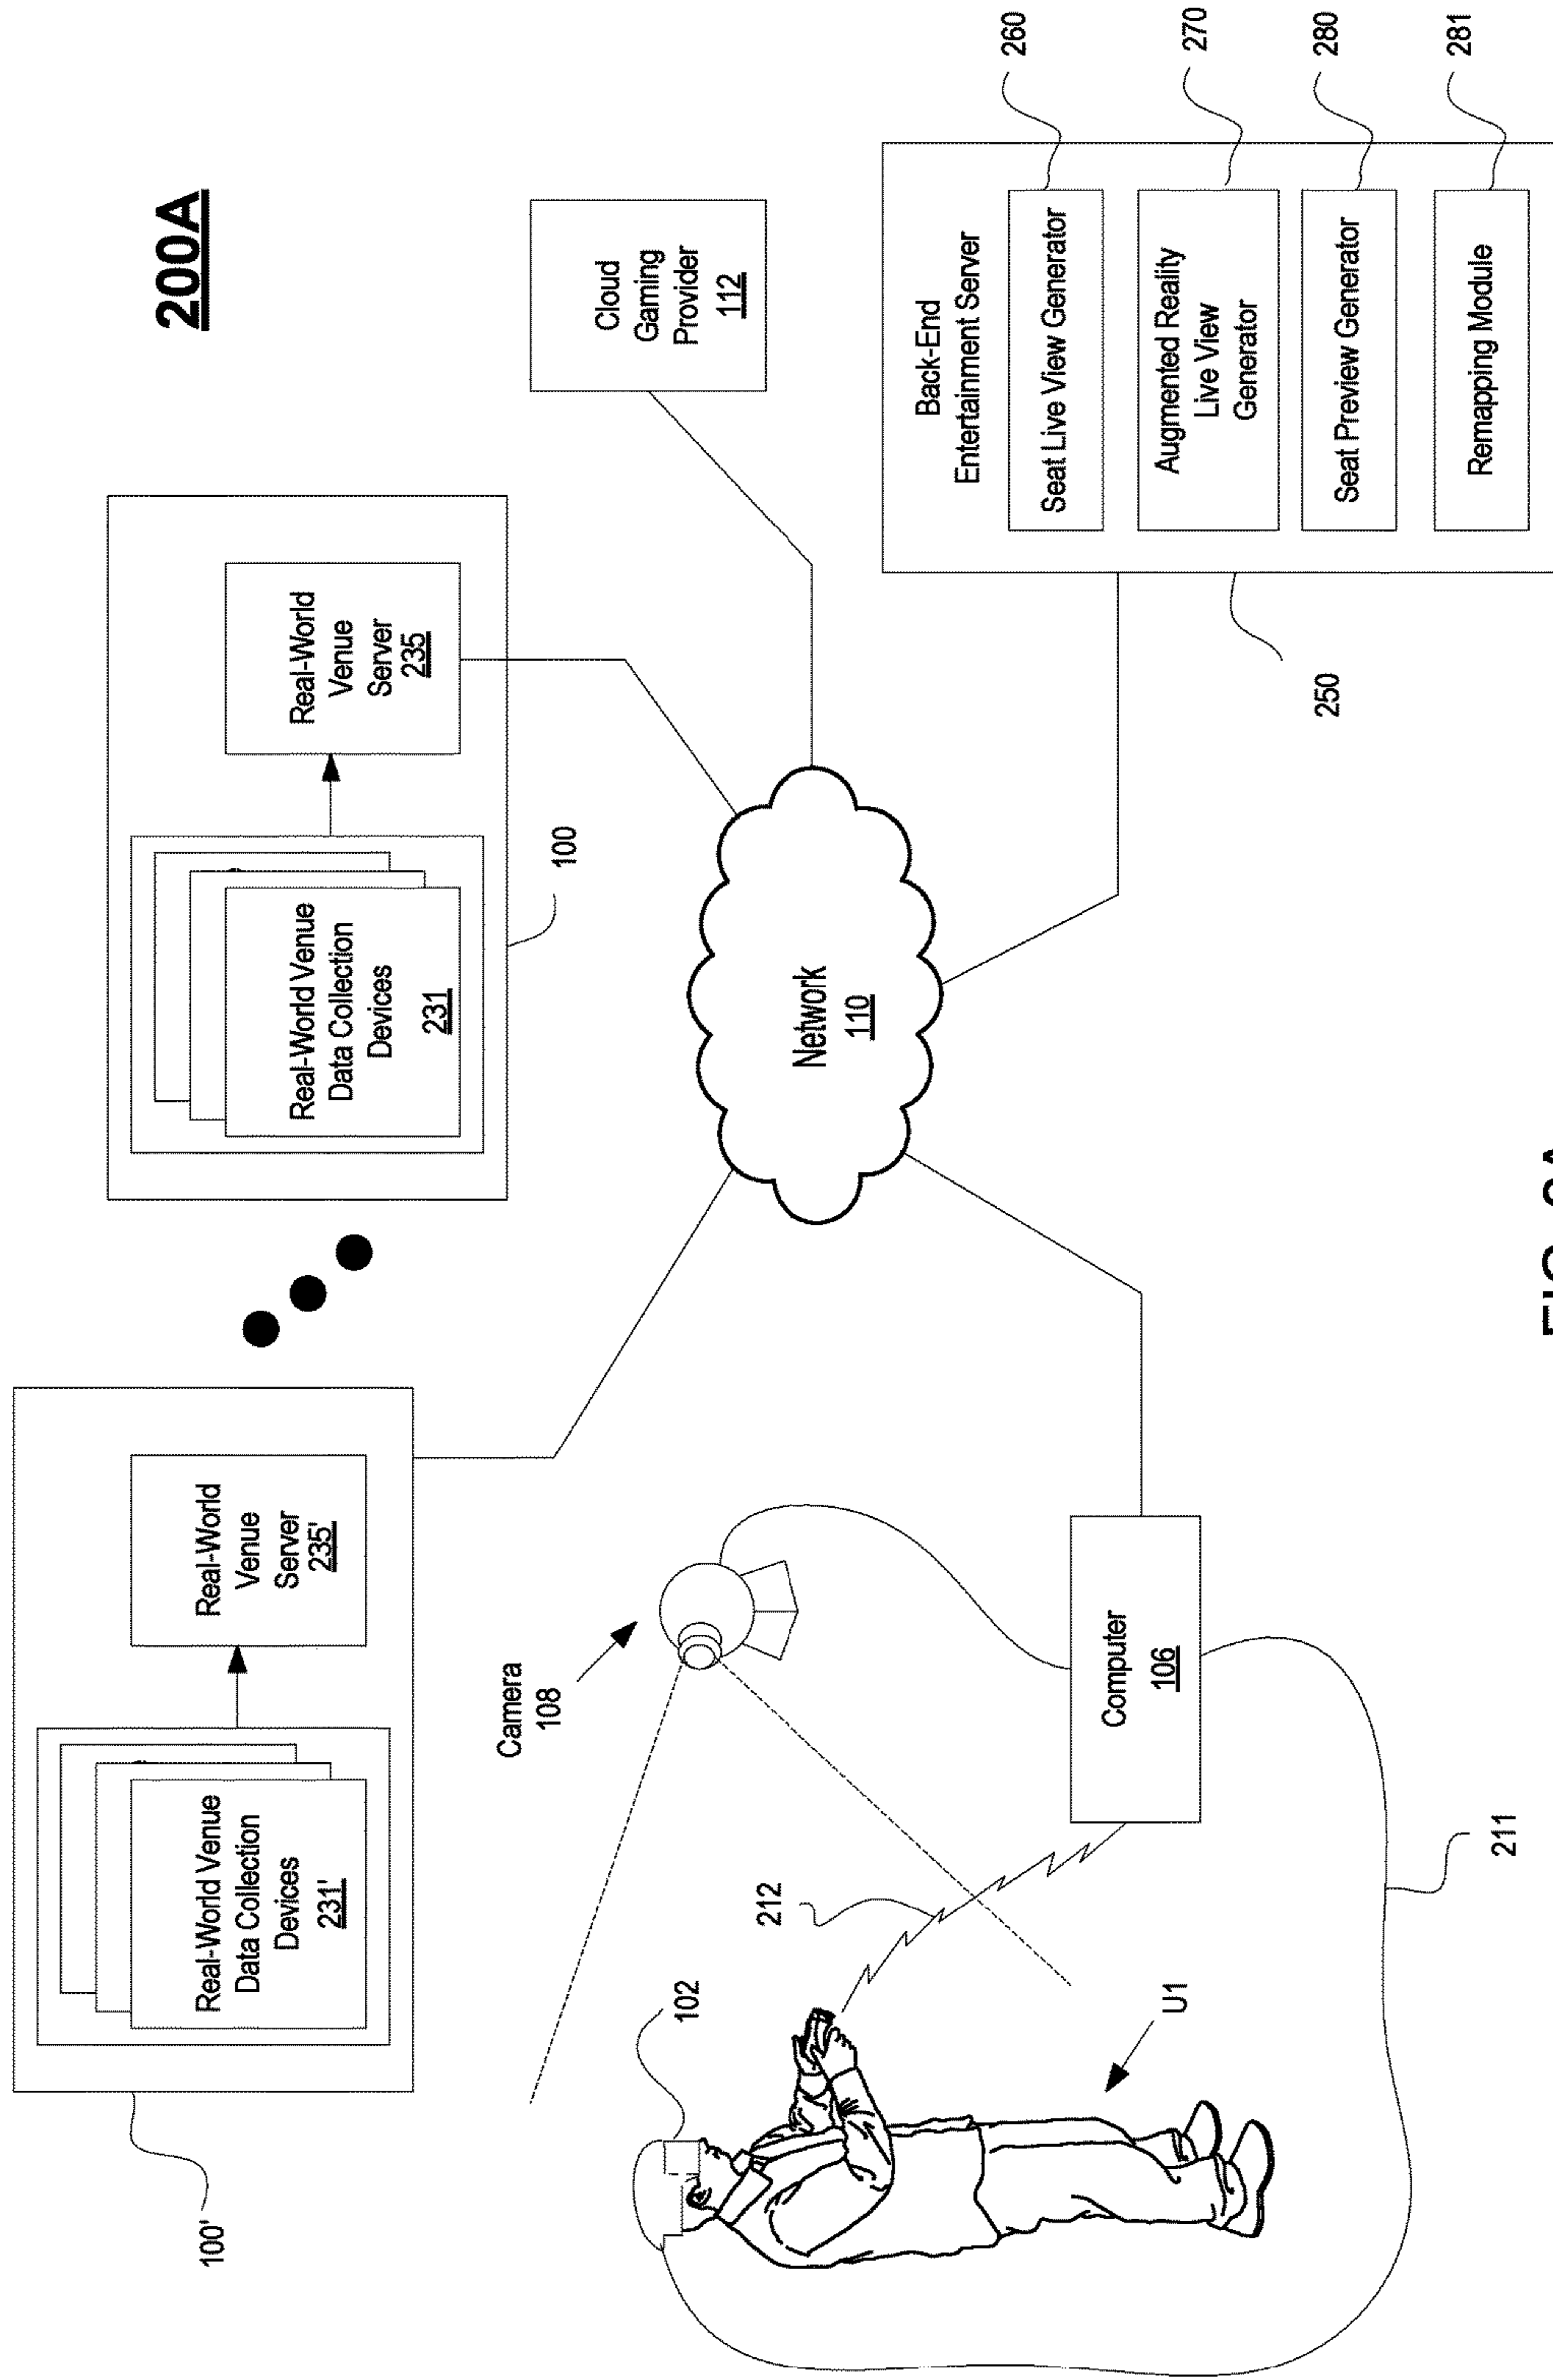 200A
100'
Real-World Venue
Data Collection
Devices
231'
Real-World
Venue
Server
235'
Real-World Venue
Data Collection
Devices
231
Real-World
Venue
Server
235
100
Cloud
Gaming
Provider
112
Camera
108
102
212
Network
110
Computer
106
U1
211
Back-End
Entertainment Server
Seat Live View Generator
260
Augmented Reality
Live View
Generator
270
Seat Preview Generator
280
Remapping Module
281
250